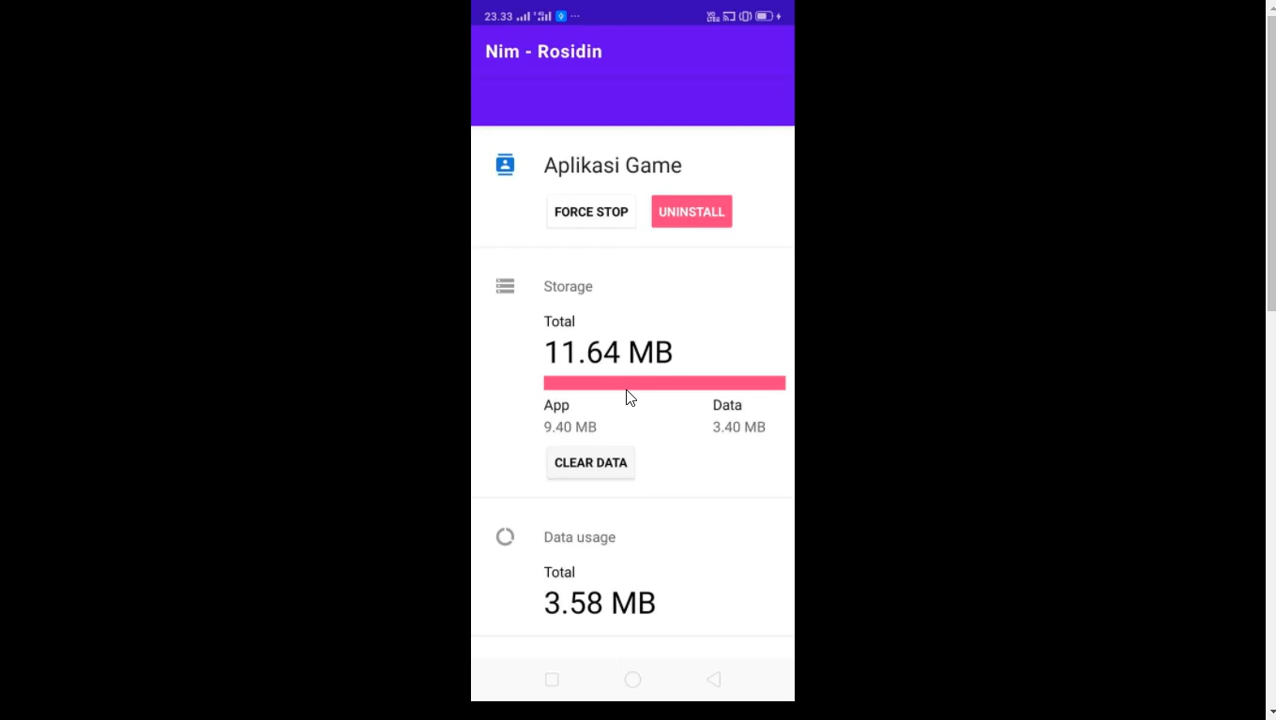 23.33
Nim - Rosidin
Aplikasi Game
FORCE STOP UNINSTALL
Storage
Total
11.64 MB
App Data
9.40 MB 3.40 MB
CLEAR DATA
Data usage
Total
3.58 MB